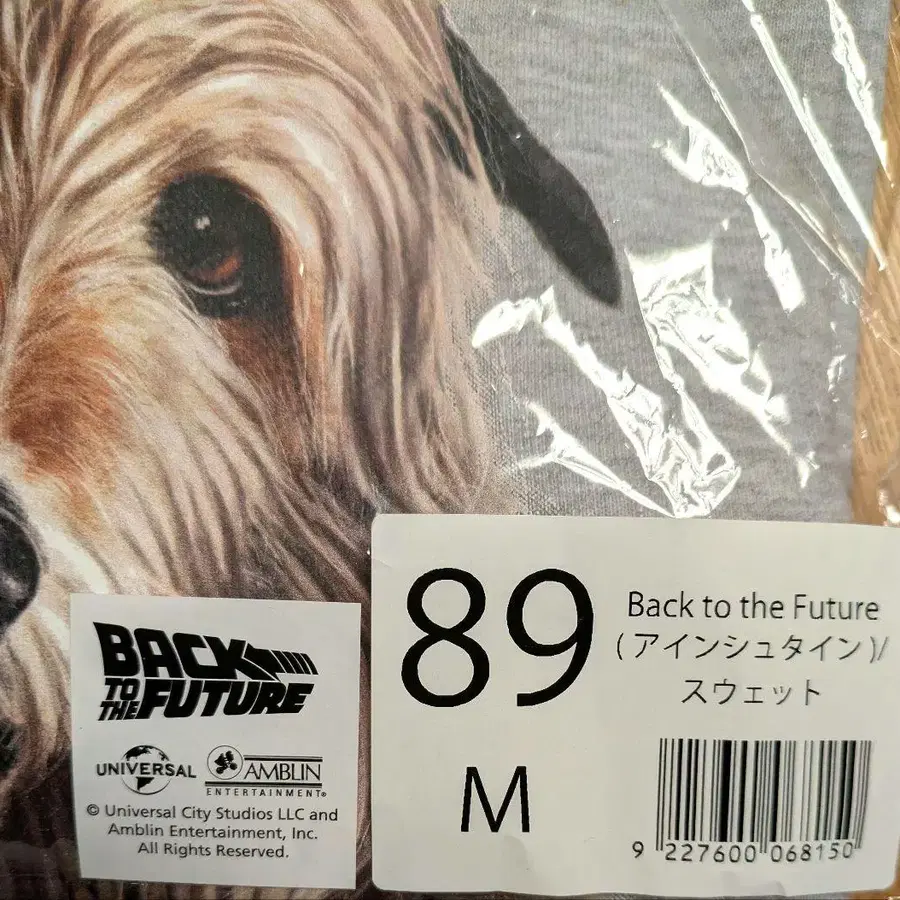 BACK
TO
THE FUTURE
UNIVERSAL
AMBLIN
ENTERTAINMENT®
© Universal City Studios LLC and
Amblin Entertainment, Inc.
All Rights Reserved.
89
M
Back to the Future
(アインシュタイン)/
スウェット
9 227600 068150